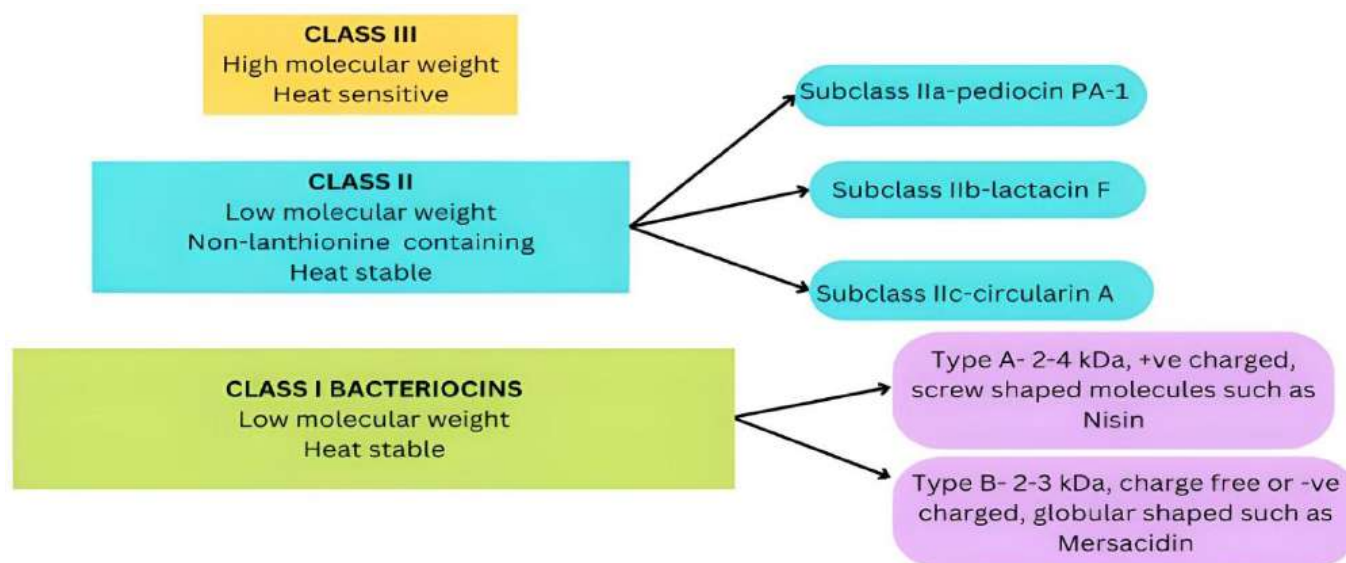 CLASS III
High molecular weight
Heat sensitive
CLASS II
Low molecular weight
Non-lanthionine containing
Heat stable
Subclass IIa-pediocin PA-1
Subclass IIb-lactacin F
Subclass IIc-circularin A
CLASS I BACTERIOCINS
Low molecular weight
Heat stable
Type A- 2-4 kDa, +ve charged,
screw shaped molecules such as
Nisin
Type B- 2-3 kDa, charge free or -ve
charged, globular shaped such as
Mersacidin